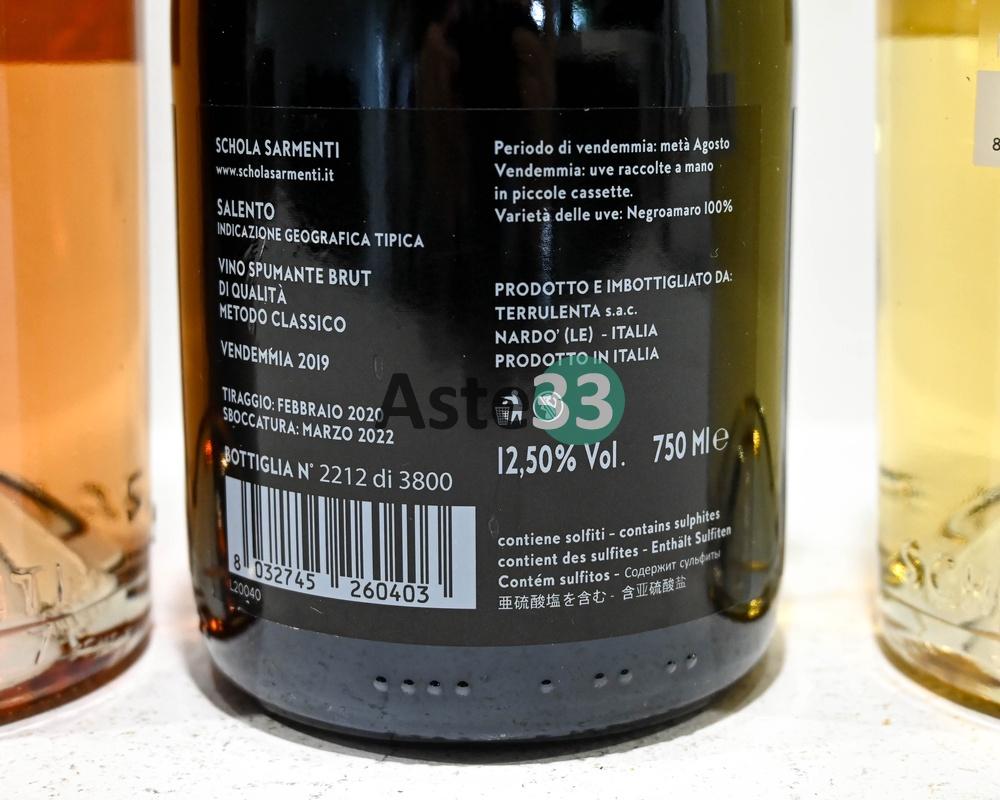 SCHOLA SARMENTI
www.scholasarmenti.it
SALENTO
INDICAZIONE GEOGRAFICA TIPICA
VINO SPUMANTE BRUT
DI QUALITÀ
METODO CLASSICO
VENDEMMIA 2019
TIRAGGIO: FEBBRAIO 2020
SBOCCATURA: MARZO 2022
BOTTIGLIA N° 2212 di 3800
8 032745 260403
L20040
Periodo di vendemmia: metà Agosto
Vendemmia: uve raccolte a mano
in piccole cassette.
Varietà delle uve: Negroamaro 100%
PRODOTTO E IMBOTTIGLIATO DA:
TERRULENTA s.a.c.
NARDO' (LE) - ITALIA
PRODOTTO IN ITALIA
Aste33
12,50% Vol. 750 Ml e
contiene solfiti - contains sulphites
contient des sulfites - Enthält Sulfiten
Contém sulfitos - Содержит сульфиты
亜硫酸塩を含む - 含亚硫酸盐
8